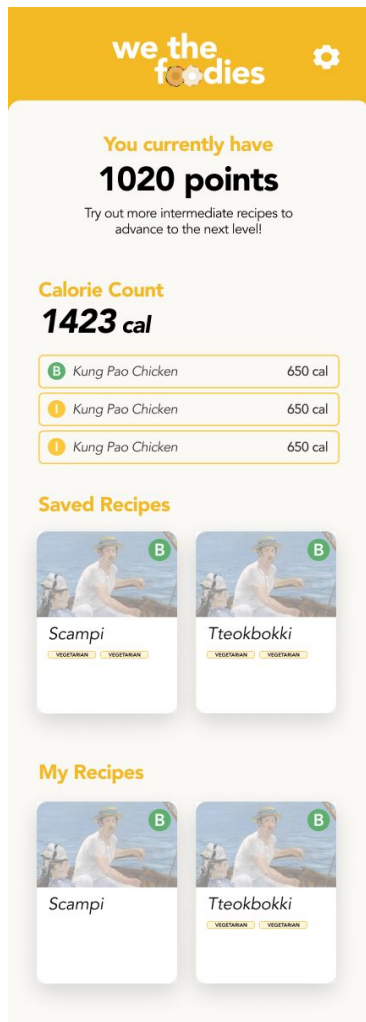 we the
foodies
You currently have
1020 points
Try out more intermediate recipes to
advance to the next level!
Calorie Count
1423 cal
B Kung Pao Chicken 650 cal
I Kung Pao Chicken 650 cal
I Kung Pao Chicken 650 cal
Saved Recipes
B B
Scampi Tteokbokki
VEGETARIAN VEGETARIAN VEGETARIAN VEGETARIAN
My Recipes
B B
Scampi Tteokbokki
VEGETARIAN VEGETARIAN